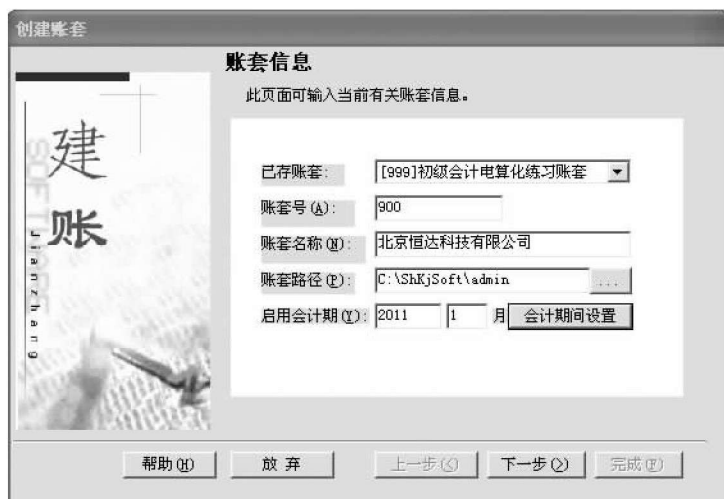 创建账套
账套信息
此页面可输入当前有关账套信息。
建账
Jianzhang
已存账套: [999]初级会计电算化练习账套
账套号(A): 900
账套名称(N): 北京恒达科技有限公司
账套路径(P): C:\ShKjSoft\admin ...
启用会计期(Y): 2011 1 月 会计期间设置
帮助(H) 放弃 上一步(<) 下一步(>) 完成(F)